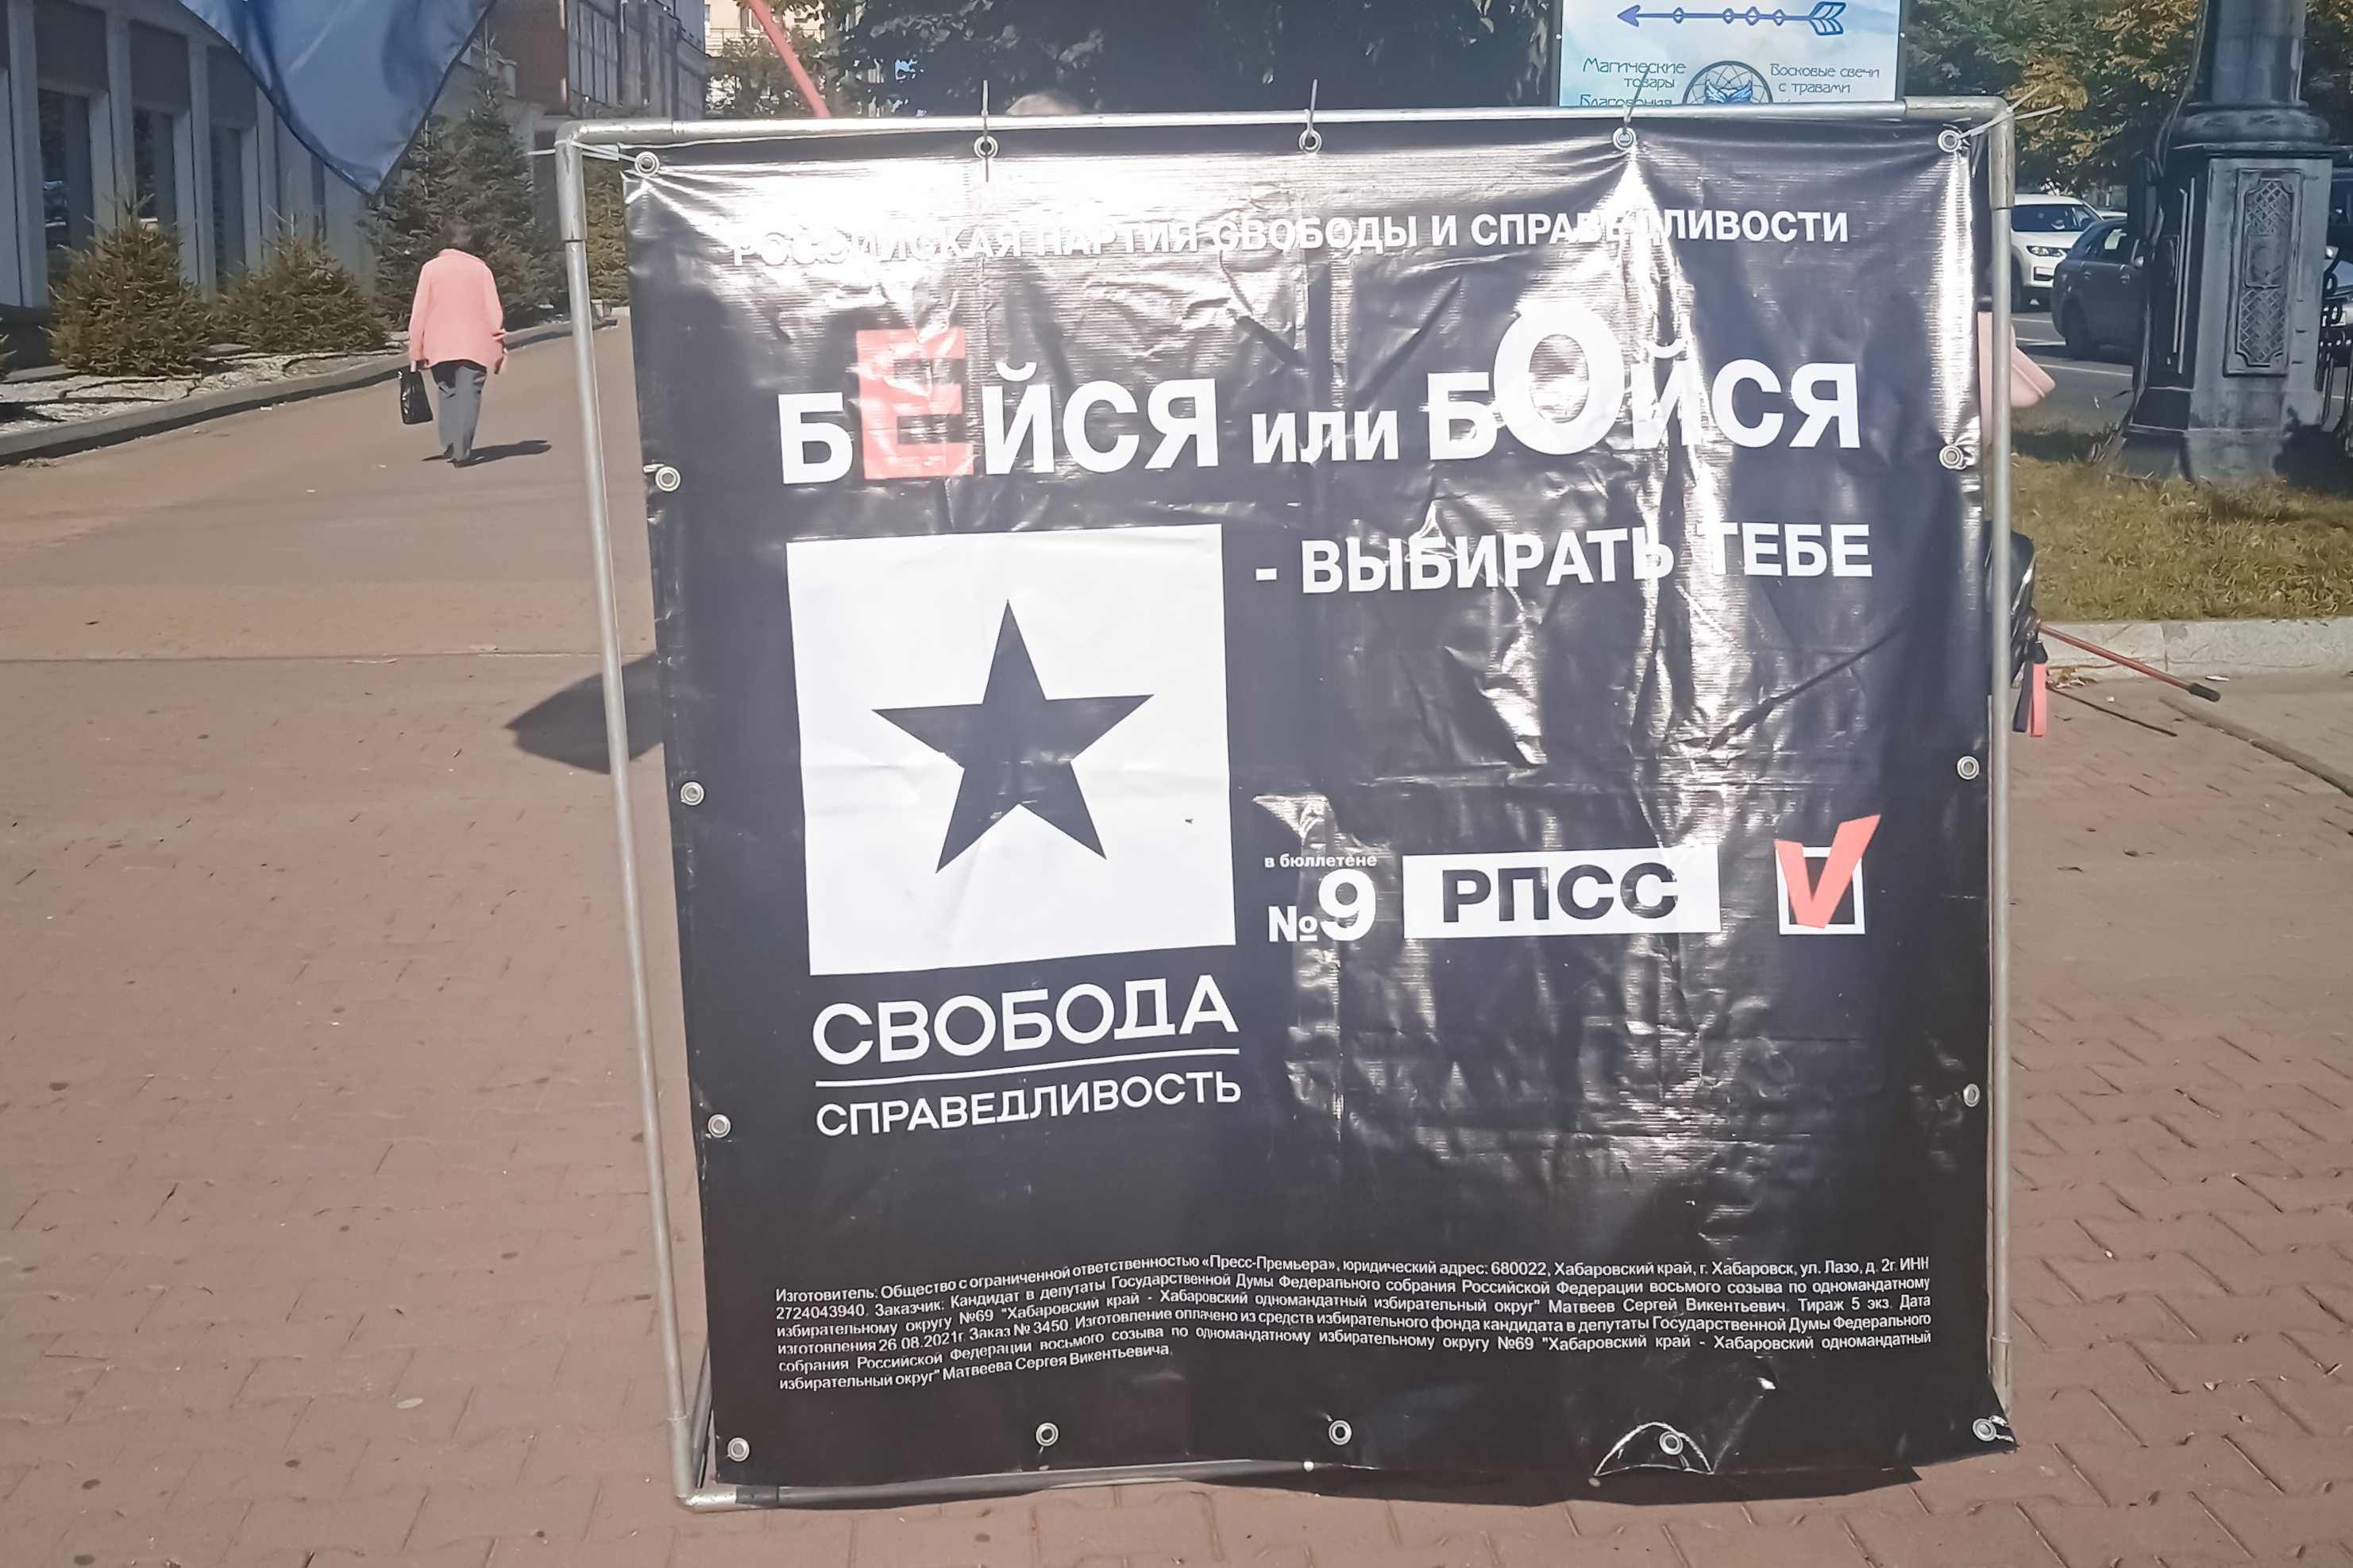 Магические
товары
Благовония
Восковые свечи
с травами
РОССИЙСКАЯ ПАРТИЯ СВОБОДЫ И СПРАВЕДЛИВОСТИ
БЕЙСЯ или БОЙСЯ
- ВЫБИРАТЬ ТЕБЕ
в бюллетене
№9 РПСС
СВОБОДА
СПРАВЕДЛИВОСТЬ
Изготовитель: Общество с ограниченной ответственностью «Пресс-Премьера», юридический адрес: 680022, Хабаровский край, г. Хабаровск, ул. Лазо, д. 2г. ИНН
2724043940. Заказчик: Кандидат в депутаты Государственной Думы Федерального собрания Российской Федерации восьмого созыва по одномандатному
избирательному округу №69 "Хабаровский край - Хабаровский одномандатный избирательный округ" Матвеев Сергей Викентьевич. Тираж 5 экз. Дата
изготовления 26.08.2021г. Заказ № 3450. Изготовление оплачено из средств избирательного фонда кандидата в депутаты Государственной Думы Федерального
собрания Российской Федерации восьмого созыва по одномандатному избирательному округу №69 "Хабаровский край - Хабаровский одномандатный
избирательный округ" Матвеева Сергея Викентьевича.